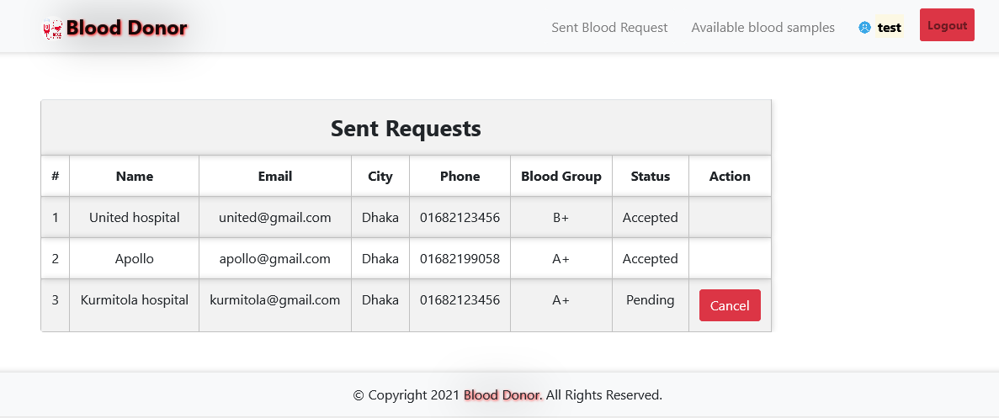 Blood Donor Sent Blood Request Available blood samples test Logout
Sent Requests
# Name Email City Phone Blood Group Status Action
1 United hospital united@gmail.com Dhaka 01682123456 B+ Accepted
2 Apollo apollo@gmail.com Dhaka 01682199058 A+ Accepted
3 Kurmitola hospital kurmitola@gmail.com Dhaka 01682123456 A+ Pending Cancel
© Copyright 2021 Blood Donor. All Rights Reserved.